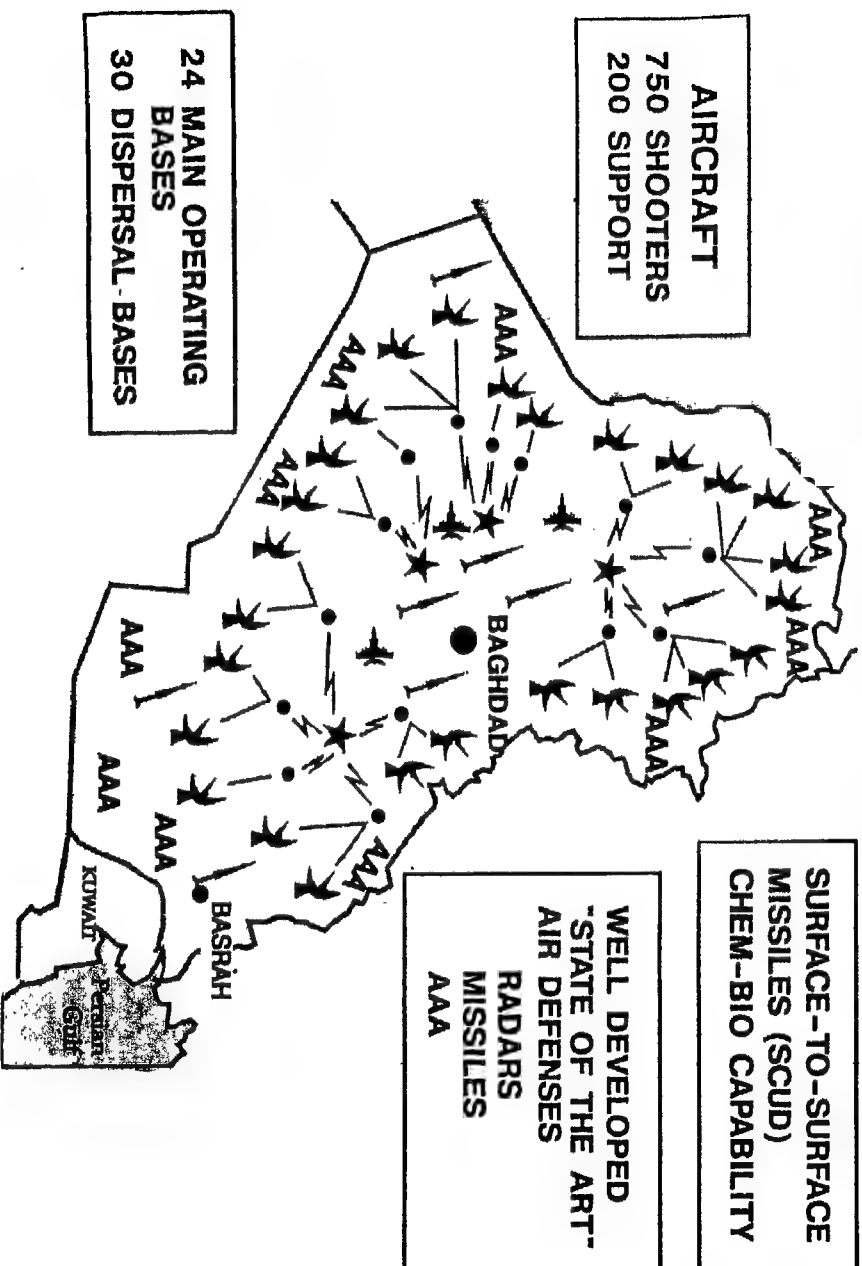 AIRCRAFT
750 SHOOTERS
200 SUPPORT
SURFACE-TO-SURFACE
MISSILES (SCUD)
CHEM-BIO CAPABILITY
WELL DEVELOPED
"STATE OF THE ART"
AIR DEFENSES
RADARS
MISSILES
AAA
AAA
AAA
AAA
AAA
BAGHDAD
AAA
AAA
AAA
BASRAH
AAA
AAA
AAA
KUWAIT
Persian
Gulf
24 MAIN OPERATING
BASES
30 DISPERSAL-BASES